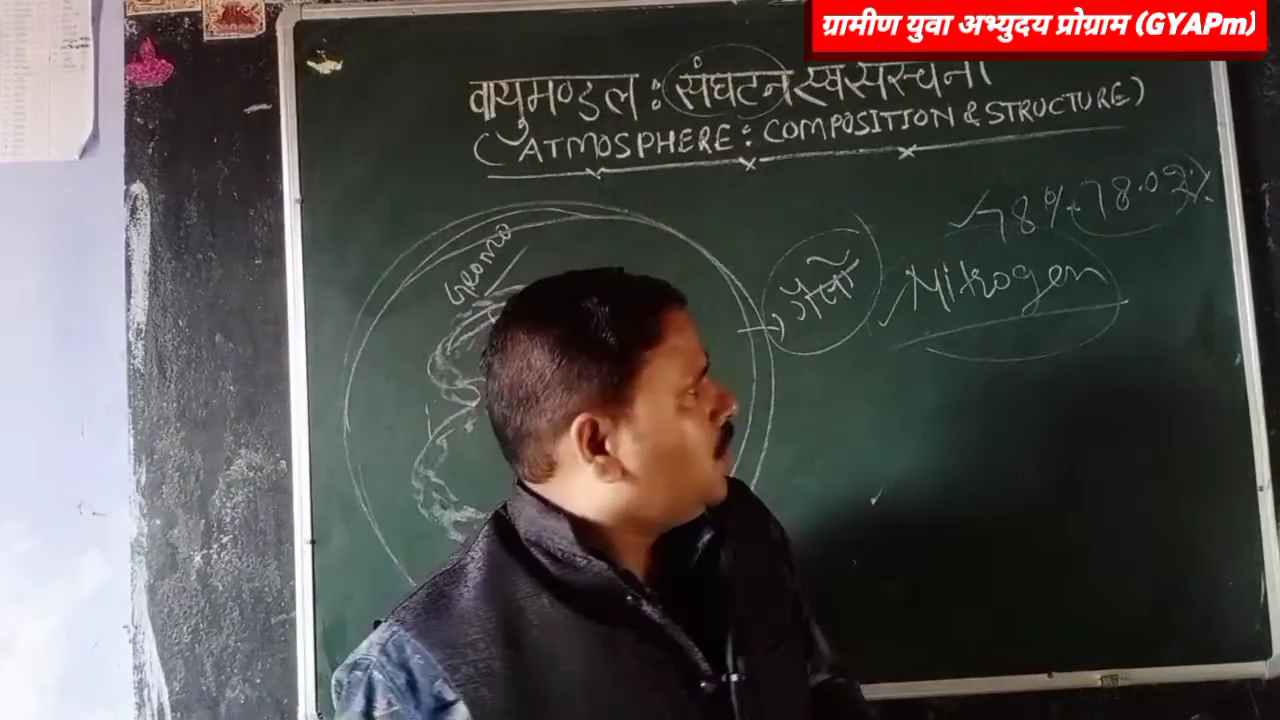 ग्रामीण युवा अभ्युदय प्रोग्राम (GYAPm)
वायुमण्डल : संघटन एवं संरचना
(ATMOSPHERE : COMPOSITION & STRUCTURE)
78% 78.03%
गैसों
Nitrogen